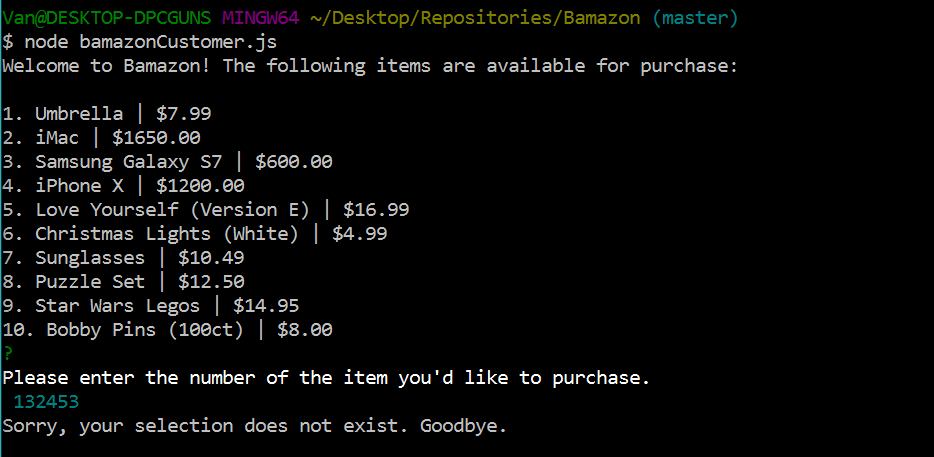 Van@DESKTOP-DPCGUNS MINGW64 ~/Desktop/Repositories/Bamazon (master)
$ node bamazonCustomer.js
Welcome to Bamazon! The following items are available for purchase:
1. Umbrella | $7.99
2. iMac | $1650.00
3. Samsung Galaxy S7 | $600.00
4. iPhone X | $1200.00
5. Love Yourself (Version E) | $16.99
6. Christmas Lights (White) | $4.99
7. Sunglasses | $10.49
8. Puzzle Set | $12.50
9. Star Wars Legos | $14.95
10. Bobby Pins (100ct) | $8.00
?
Please enter the number of the item you'd like to purchase.
132453
Sorry, your selection does not exist. Goodbye.